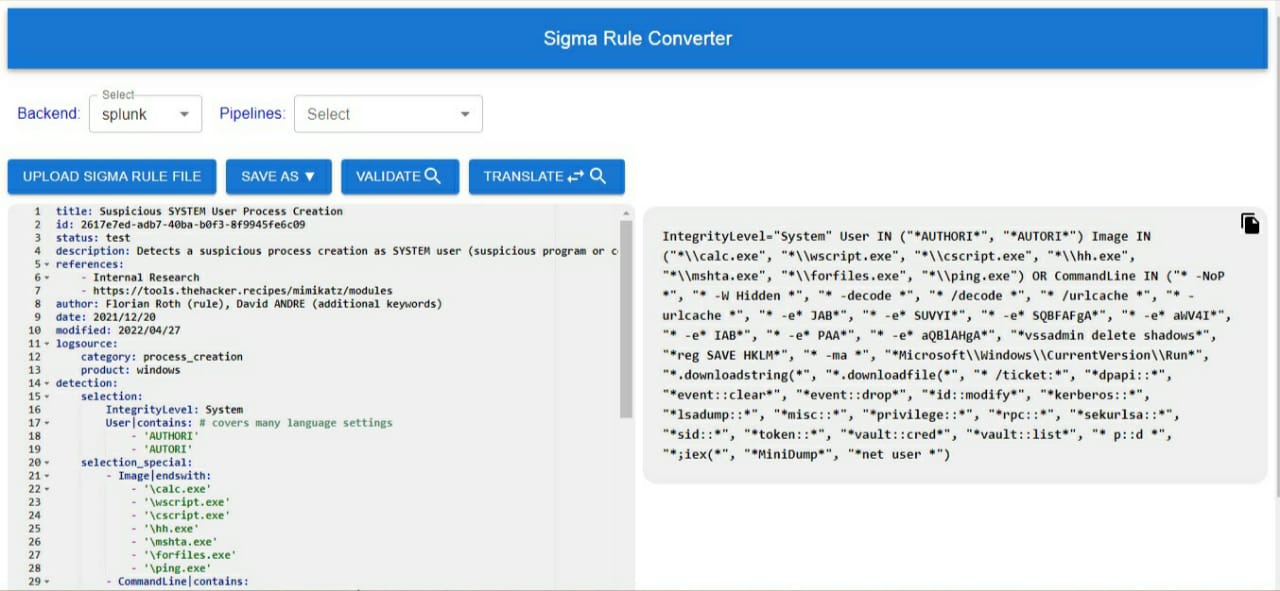 Sigma Rule Converter
Backend:
Select
splunk
Pipelines:
Select
UPLOAD SIGMA RULE FILE
SAVE AS ▼
VALIDATE
TRANSLATE
1 title: Suspicious SYSTEM User Process Creation
2 id: 2617e7ed-adb7-40ba-b0f3-8f9945fe6c09
3 status: test
4 description: Detects a suspicious process creation as SYSTEM user (suspicious program or c
5 references:
6 - Internal Research
7 - https://tools.thehacker.recipes/mimikatz/modules
8 author: Florian Roth (rule), David ANDRE (additional keywords)
9 date: 2021/12/20
10 modified: 2022/04/27
11 logsource:
12 category: process_creation
13 product: windows
14 detection:
15 selection:
16 IntegrityLevel: System
17 User|contains: # covers many language settings
18 - 'AUTHORI'
19 - 'AUTORI'
20 selection_special:
21 - Image|endswith:
22 - '\calc.exe'
23 - '\wscript.exe'
24 - '\cscript.exe'
25 - '\hh.exe'
26 - '\mshta.exe'
27 - '\forfiles.exe'
28 - '\ping.exe'
29 - CommandLine|contains:
IntegrityLevel="System" User IN ("*AUTHORI*", "*AUTORI*") Image IN
("*\\calc.exe", "*\\wscript.exe", "*\\cscript.exe", "*\\hh.exe",
"*\\mshta.exe", "*\\forfiles.exe", "*\\ping.exe") OR CommandLine IN ("* -NoP
*", "* -W Hidden *", "* -decode *", "* /decode *", "* /urlcache *", "* -
urlcache *", "* -e* JAB*", "* -e* SUVYI*", "* -e* SQBFAFgA*", "* -e* aWV4I*",
"* -e* IAB*", "* -e* PAA*", "* -e* aQBlAHgA*", "*vssadmin delete shadows*",
"*reg SAVE HKLM*", "* -ma *", "*Microsoft\\Windows\\CurrentVersion\\Run*",
"*.downloadstring(*", "*.downloadfile(*", "* /ticket:*", "*dpapi::*",
"*event::clear*", "*event::drop*", "*id::modify*", "*kerberos::*",
"*lsadump::*", "*misc::*", "*privilege::*", "*rpc::*", "*sekurlsa::*",
"*sid::*", "*token::*", "*vault::cred*", "*vault::list*", "* p::d *",
"*;iex(*", "*MiniDump*", "*net user *")